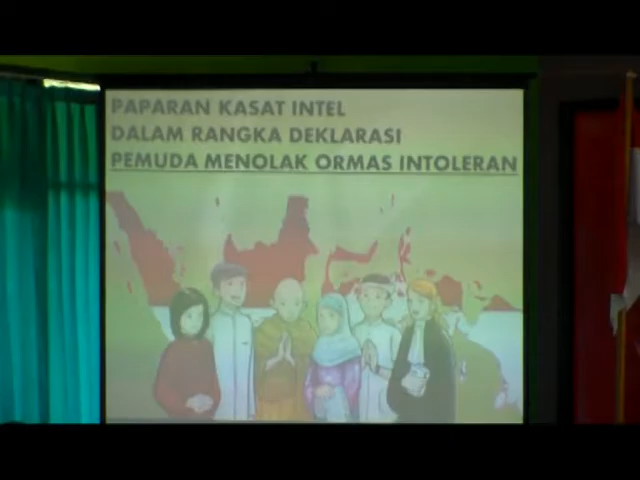 PAPARAN KASAT INTEL
DALAM RANGKA DEKLARASI
PEMUDA MENOLAK ORMAS INTOLERAN